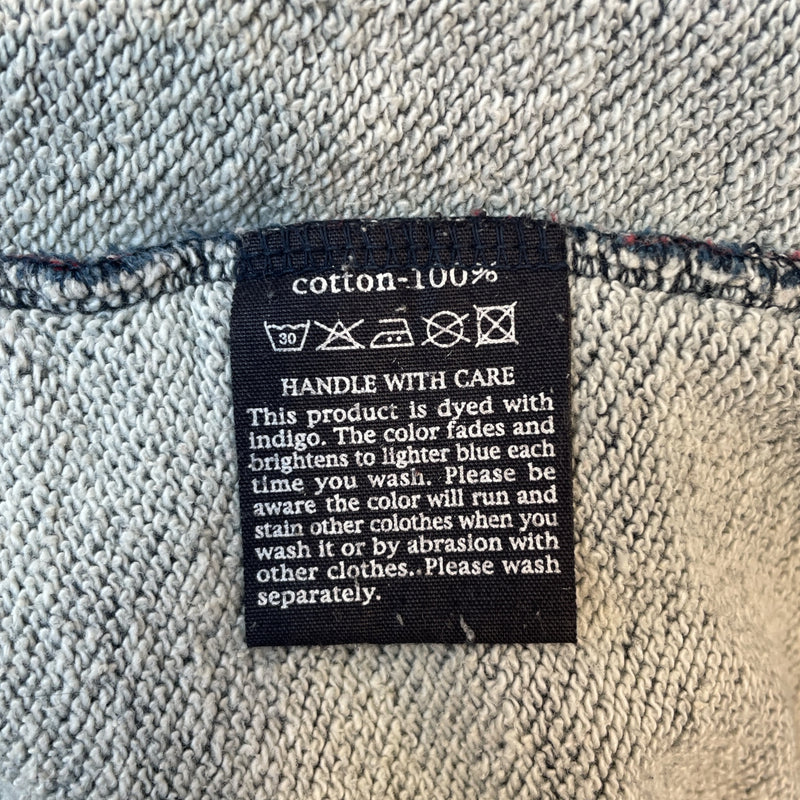 cotton-100%
30
HANDLE WITH CARE
This product is dyed with
indigo. The color fades and
brightens to lighter blue each
time you wash. Please be
aware the color will run and
stain other colothes when you
wash it or by abrasion with
other clothes.. Please wash
separately.